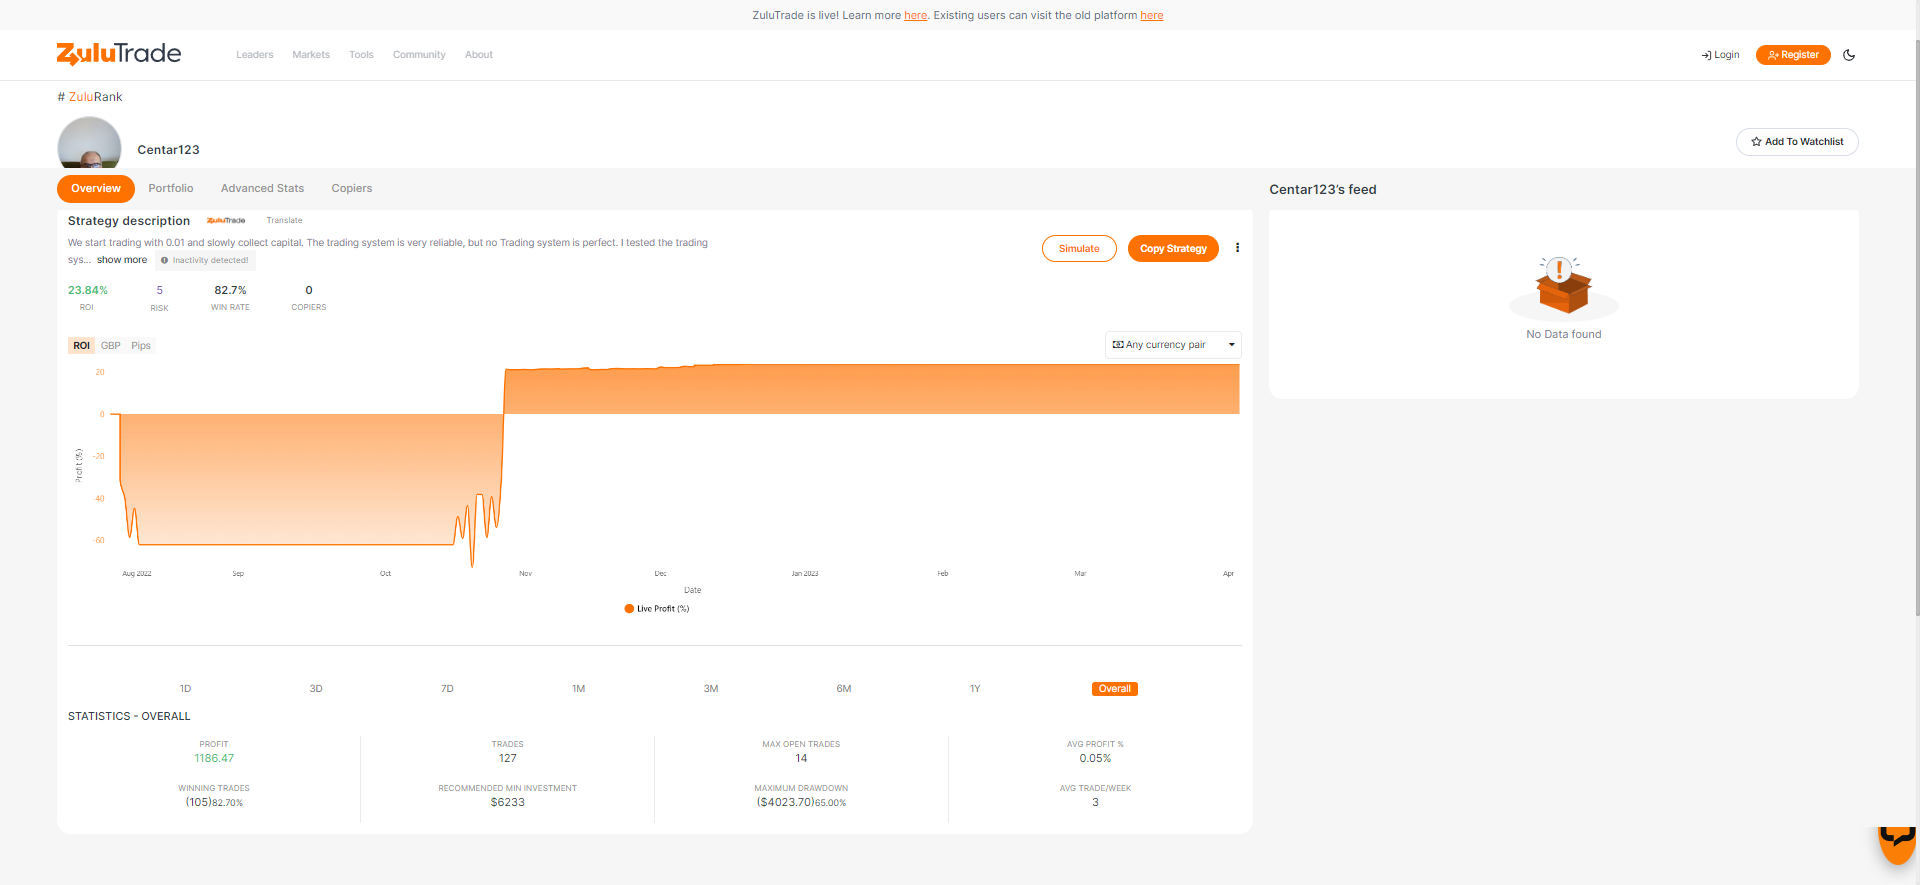 ZuluTrade is live! Learn more here. Existing users can visit the old platform here
ZuluTrade
Leaders
Markets
Tools
Community
About
Login
Register
# ZuluRank
Centar123
Add To Watchlist
Overview
Portfolio
Advanced Stats
Copiers
Centar123's feed
Strategy description
ZuluTrade
Translate
We start trading with 0.01 and slowly collect capital. The trading system is very reliable, but no Trading system is perfect. I tested the trading
sys... show more
Inactivity detected!
Simulate
Copy Strategy
23.84%
ROI
5
RISK
82.7%
WIN RATE
0
COPIERS
No Data found
ROI
GBP
Pips
Any currency pair
20
0
-20
-40
-60
Profit (%)
Aug 2022
Sep
Oct
Nov
Dec
Jan 2023
Feb
Mar
Apr
Date
Live Profit (%)
1D
3D
7D
1M
3M
6M
1Y
Overall
STATISTICS - OVERALL
PROFIT
1186.47
TRADES
127
MAX OPEN TRADES
14
AVG PROFIT %
0.05%
WINNING TRADES
(105)82.70%
RECOMMENDED MIN INVESTMENT
$6233
MAXIMUM DRAWDOWN
($4023.70)65.00%
AVG TRADE/WEEK
3